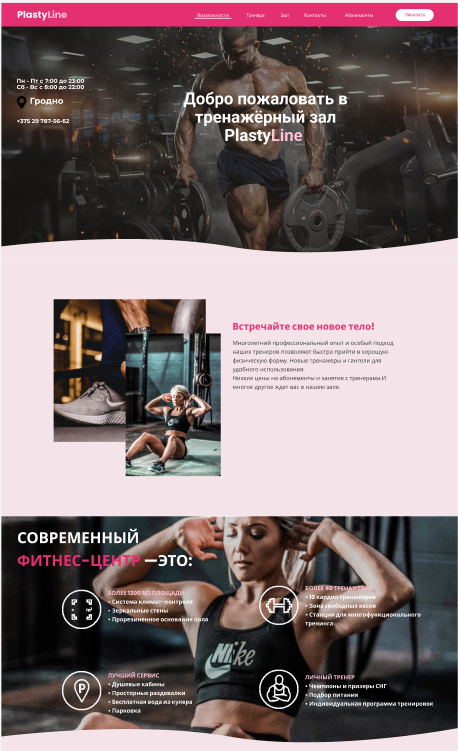 PlastyLine
Возможности Тренера Зал Контакты Абонементы Заказать
Пн - Пт с 7:00 до 23:00
Сб - Вс с 8:00 до 22:00
Гродно
+375 29 787-56-62
Добро пожаловать в
тренажёрный зал
PlastyLine
Встречайте свое новое тело!
Многолетний профессиональный опыт и особый подход
наших тренеров позволяют быстро прийти в хорошую
физическую форму. Новые тренажеры и гантели для
удобного использования.
Низкие цены на абонементы и занятия с тренерами.И
многое другое ждет вас в нашем зале.
СОВРЕМЕННЫЙ
ФИТНЕС-ЦЕНТР —ЭТО:
БОЛЕЕ 1300 М2 ПЛОЩАДИ
• Система климат-контроля
• Зеркальные стены
• Прорезиненное основание пола
БОЛЕЕ 40 ТРЕНАЖЕРОВ
• 10 кардио тренажеров
• Зона свободных весов
• Станция для многофункционального
тренинга
Nike
ЛУЧШИЙ СЕРВИС
• Душевые кабины
• Просторные раздевалки
• Бесплатная вода из кулера
• Парковка
ЛИЧНЫЙ ТРЕНЕР
• Чемпионы и призеры СНГ
• Подбор питания
• Индивидуальная программа тренировок